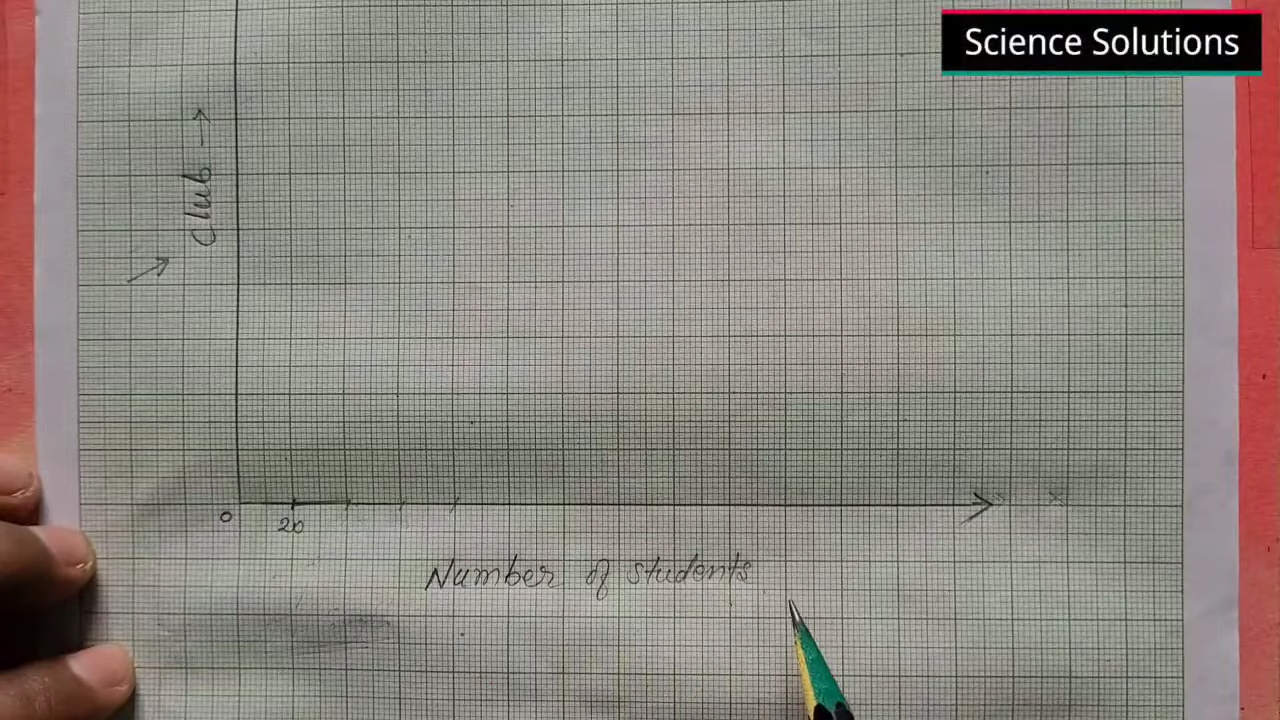 Science Solutions
Club →
0
20
Number of students
x